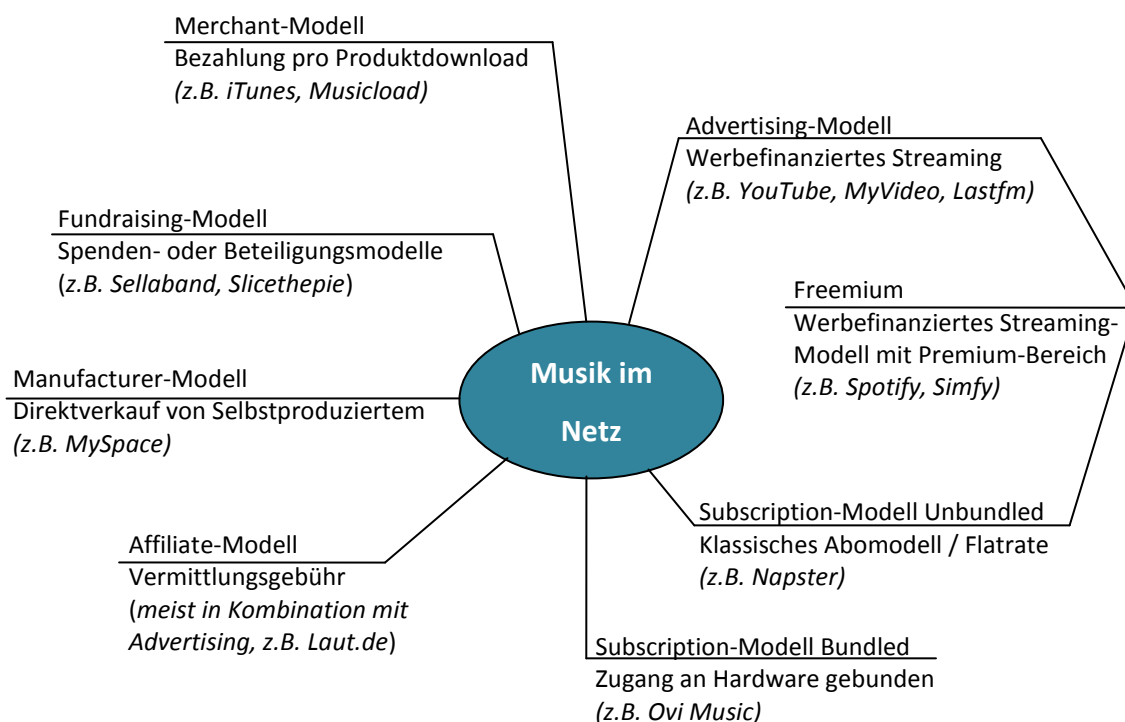 Merchant-Modell
Bezahlung pro Produktdownload
(z.B. iTunes, Musicload)
Advertising-Modell
Werbefinanziertes Streaming
(z.B. YouTube, MyVideo, Lastfm)
Fundraising-Modell
Spenden- oder Beteiligungsmodelle
(z.B. Sellaband, Slicethepie)
Freemium
Werbefinanziertes Streaming-
Modell mit Premium-Bereich
(z.B. Spotify, Simfy)
Musik im
Netz
Manufacturer-Modell
Direktverkauf von Selbstproduziertem
(z.B. MySpace)
Subscription-Modell Unbundled
Klassisches Abomodell / Flatrate
(z.B. Napster)
Affiliate-Modell
Vermittlungsgebühr
(meist in Kombination mit
Advertising, z.B. Laut.de)
Subscription-Modell Bundled
Zugang an Hardware gebunden
(z.B. Ovi Music)